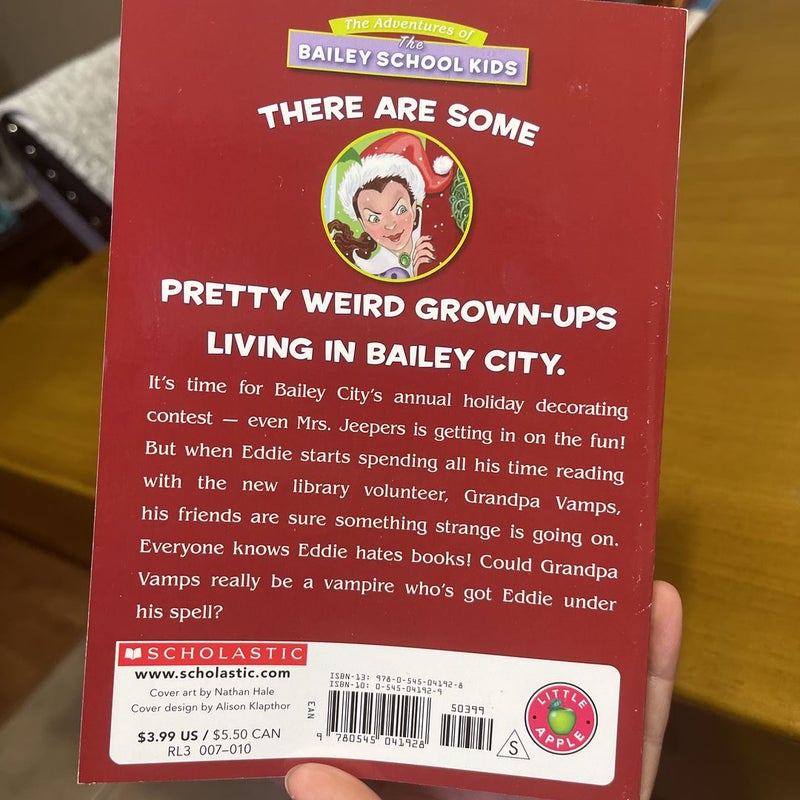 The Adventures of
The
BAILEY SCHOOL KIDS
THERE ARE SOME
PRETTY WEIRD GROWN-UPS
LIVING IN BAILEY CITY.
It's time for Bailey City's annual holiday decorating
contest — even Mrs. Jeepers is getting in on the fun!
But when Eddie starts spending all his time reading
with the new library volunteer, Grandpa Vamps,
his friends are sure something strange is going on.
Everyone knows Eddie hates books! Could Grandpa
Vamps really be a vampire who's got Eddie under
his spell?
SCHOLASTIC
www.scholastic.com
Cover art by Nathan Hale
Cover design by Alison Klapthor
$3.99 US / $5.50 CAN
RL3 007–010
ISBN-13: 978-0-545-04192-8
ISBN-10: 0-545-04192-9
EAN
50399
9 780545 041928
S
LITTLE
APPLE